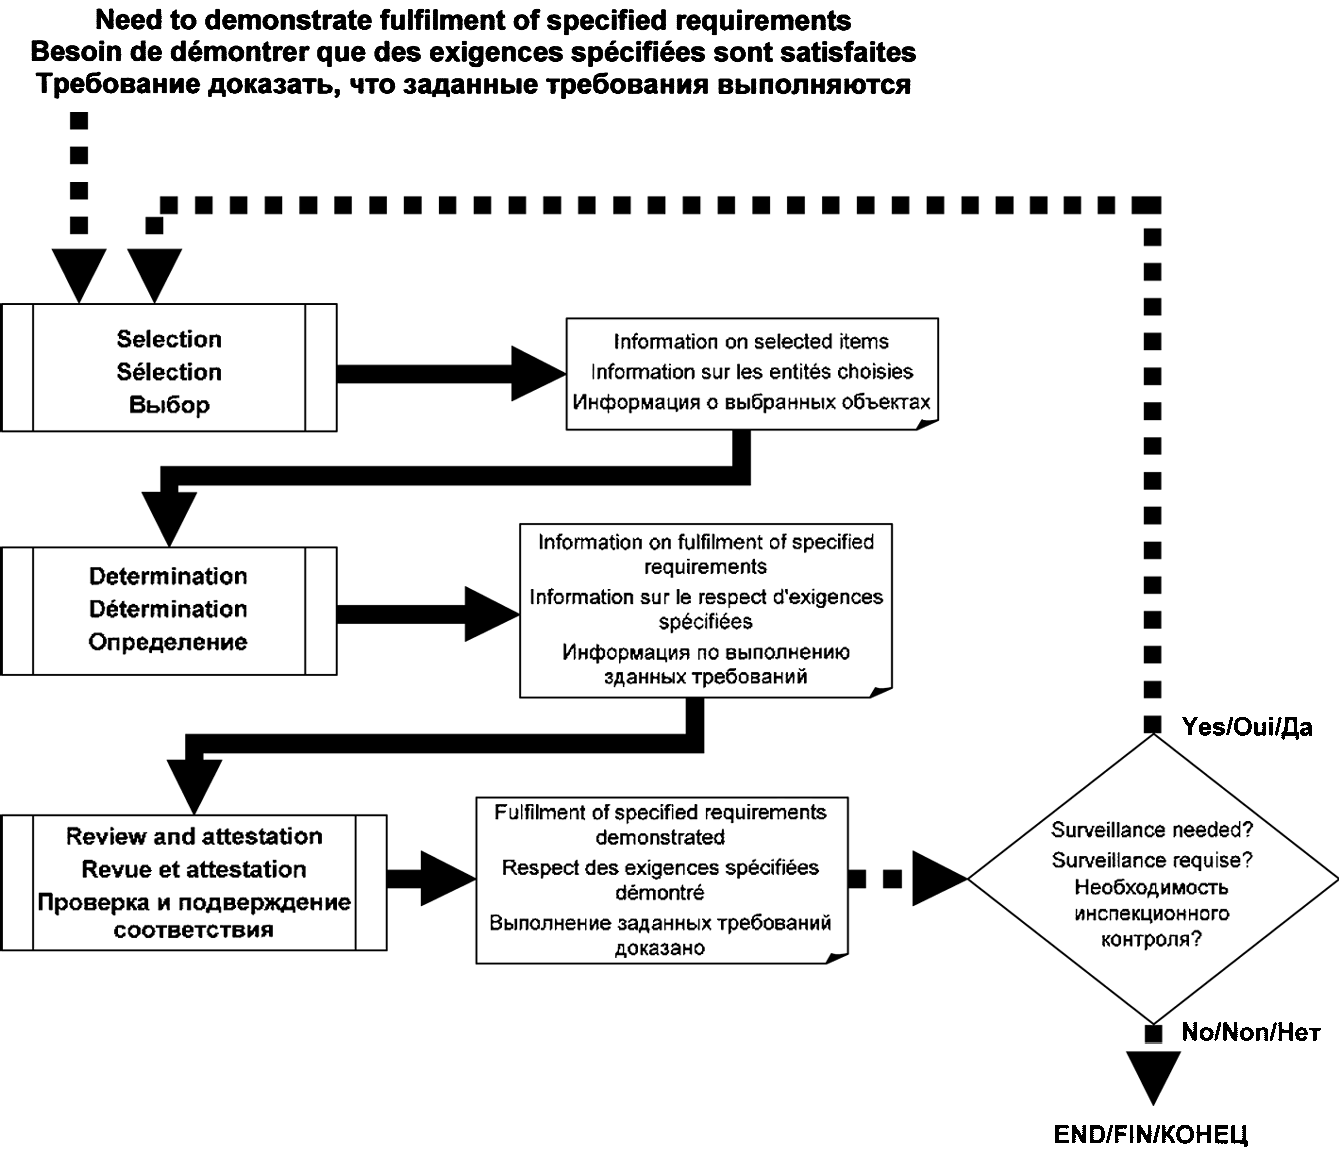 Need to demonstrate fulfilment of specified requirements
Besoin de démontrer que des exigences spécifiées sont satisfaites
Требование доказать, что заданные требования выполняются
Selection
Sélection
Выбор
Information on selected items
Information sur les entités choisies
Информация о выбранных объектах
Determination
Détermination
Определение
Information on fulfilment of specified
requirements
Information sur le respect d'exigences
spécifiées
Информация по выполнению
зданных требований
Review and attestation
Revue et attestation
Проверка и подверждение
соответствия
Fulfilment of specified requirements
demonstrated
Respect des exigences spécifiées
démontré
Выполнение заданных требований
доказано
Yes/Oui/Да
Surveillance needed?
Surveillance requise?
Необходимость
инспекционного
контроля?
No/Non/Нет
END/FIN/КОНЕЦ